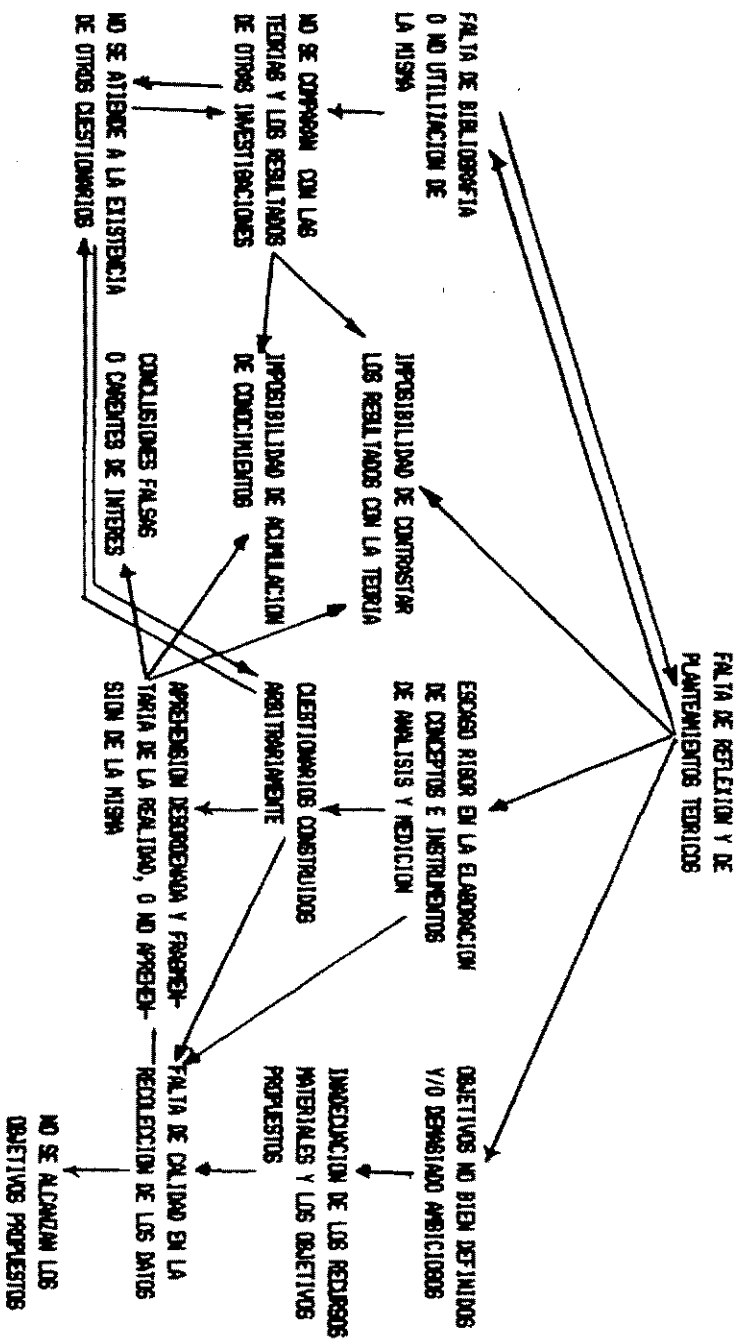 FALTA DE REFLEXION Y DE
PLANTEAMIENTOS TEORICOS
FALTA DE BIBLIOGRAFIA
O NO UTILIZACION DE
LA MISMA
ESCASO RIGOR EN LA ELABORACION
DE CONCEPTOS E INSTRUMENTOS
DE ANALISIS Y MEDICION
OBJETIVOS NO BIEN DEFINIDOS
Y/O DEMASIADO AMBICIOSOS
IMPOSIBILIDAD DE CONTRASTAR
LOS RESULTADOS CON LA TEORIA
NO SE COMPARAN CON LAS
TEORIAS Y LOS RESULTADOS
DE OTRAS INVESTIGACIONES
IMPOSIBILIDAD DE ACUMULACION
DE CONOCIMIENTOS
CUESTIONARIOS CONSTRUIDOS
ARBITRARIAMENTE
INADECUACION DE LOS RECURSOS
MATERIALES Y LOS OBJETIVOS
PROPUESTOS
NO SE ATIENDE A LA EXISTENCIA
DE OTROS CUESTIONARIOS
CONCLUSIONES FALSAS
O CARENTES DE INTERES
APREHENSION DESORDENADA Y FRAGMEN-
TARIA DE LA REALIDAD, O NO APREHEN-
SION DE LA MISMA
FALTA DE CALIDAD EN LA
RECOLECCION DE LOS DATOS
NO SE ALCANZAN LOS
OBJETIVOS PROPUESTOS